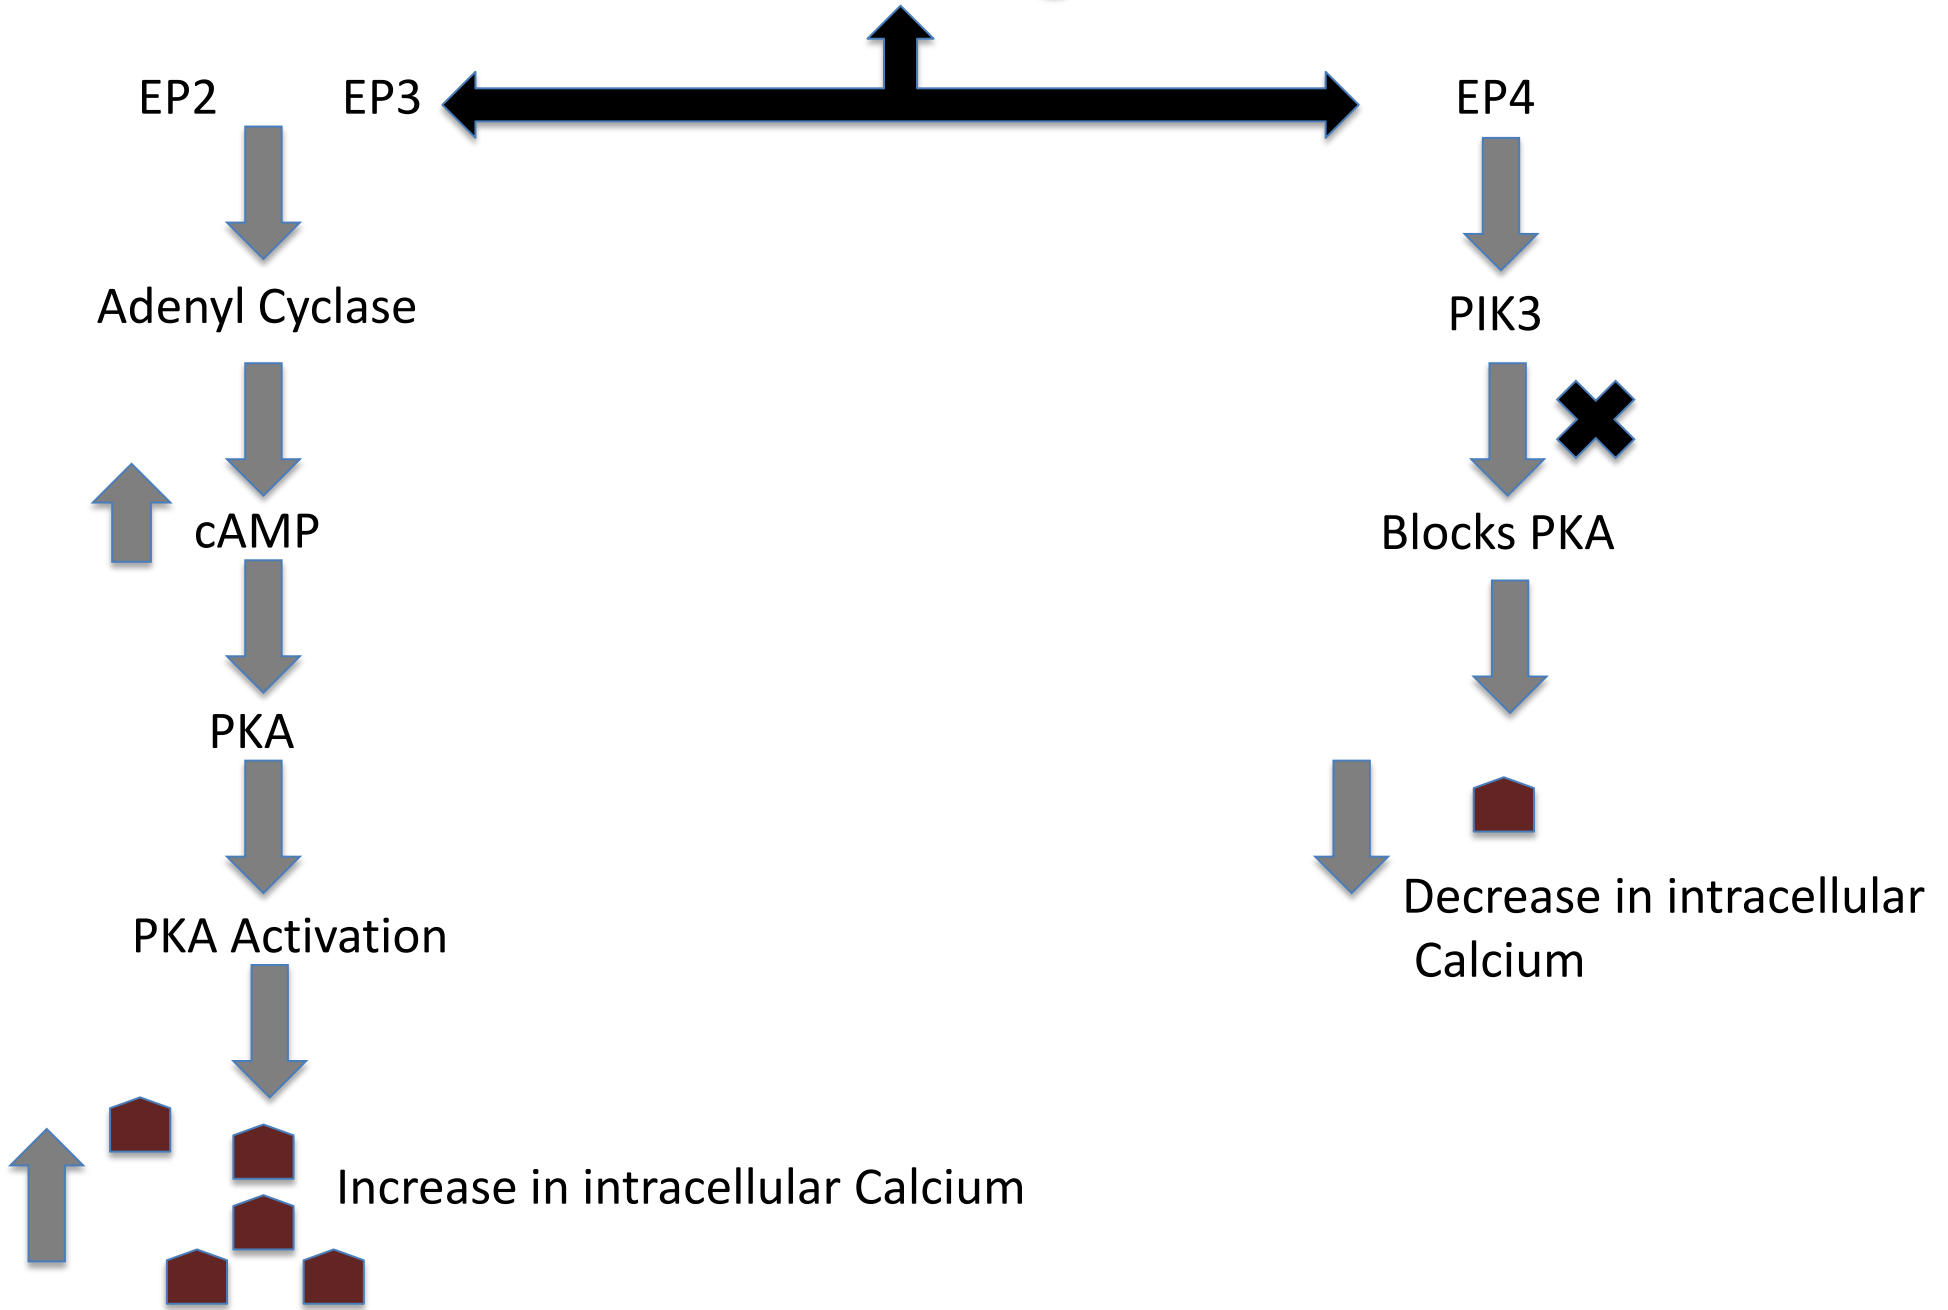 EP2
EP3
EP4
Adenyl Cyclase
PIK3
cAMP
Blocks PKA
PKA
Decrease in intracellular
Calcium
PKA Activation
Increase in intracellular Calcium